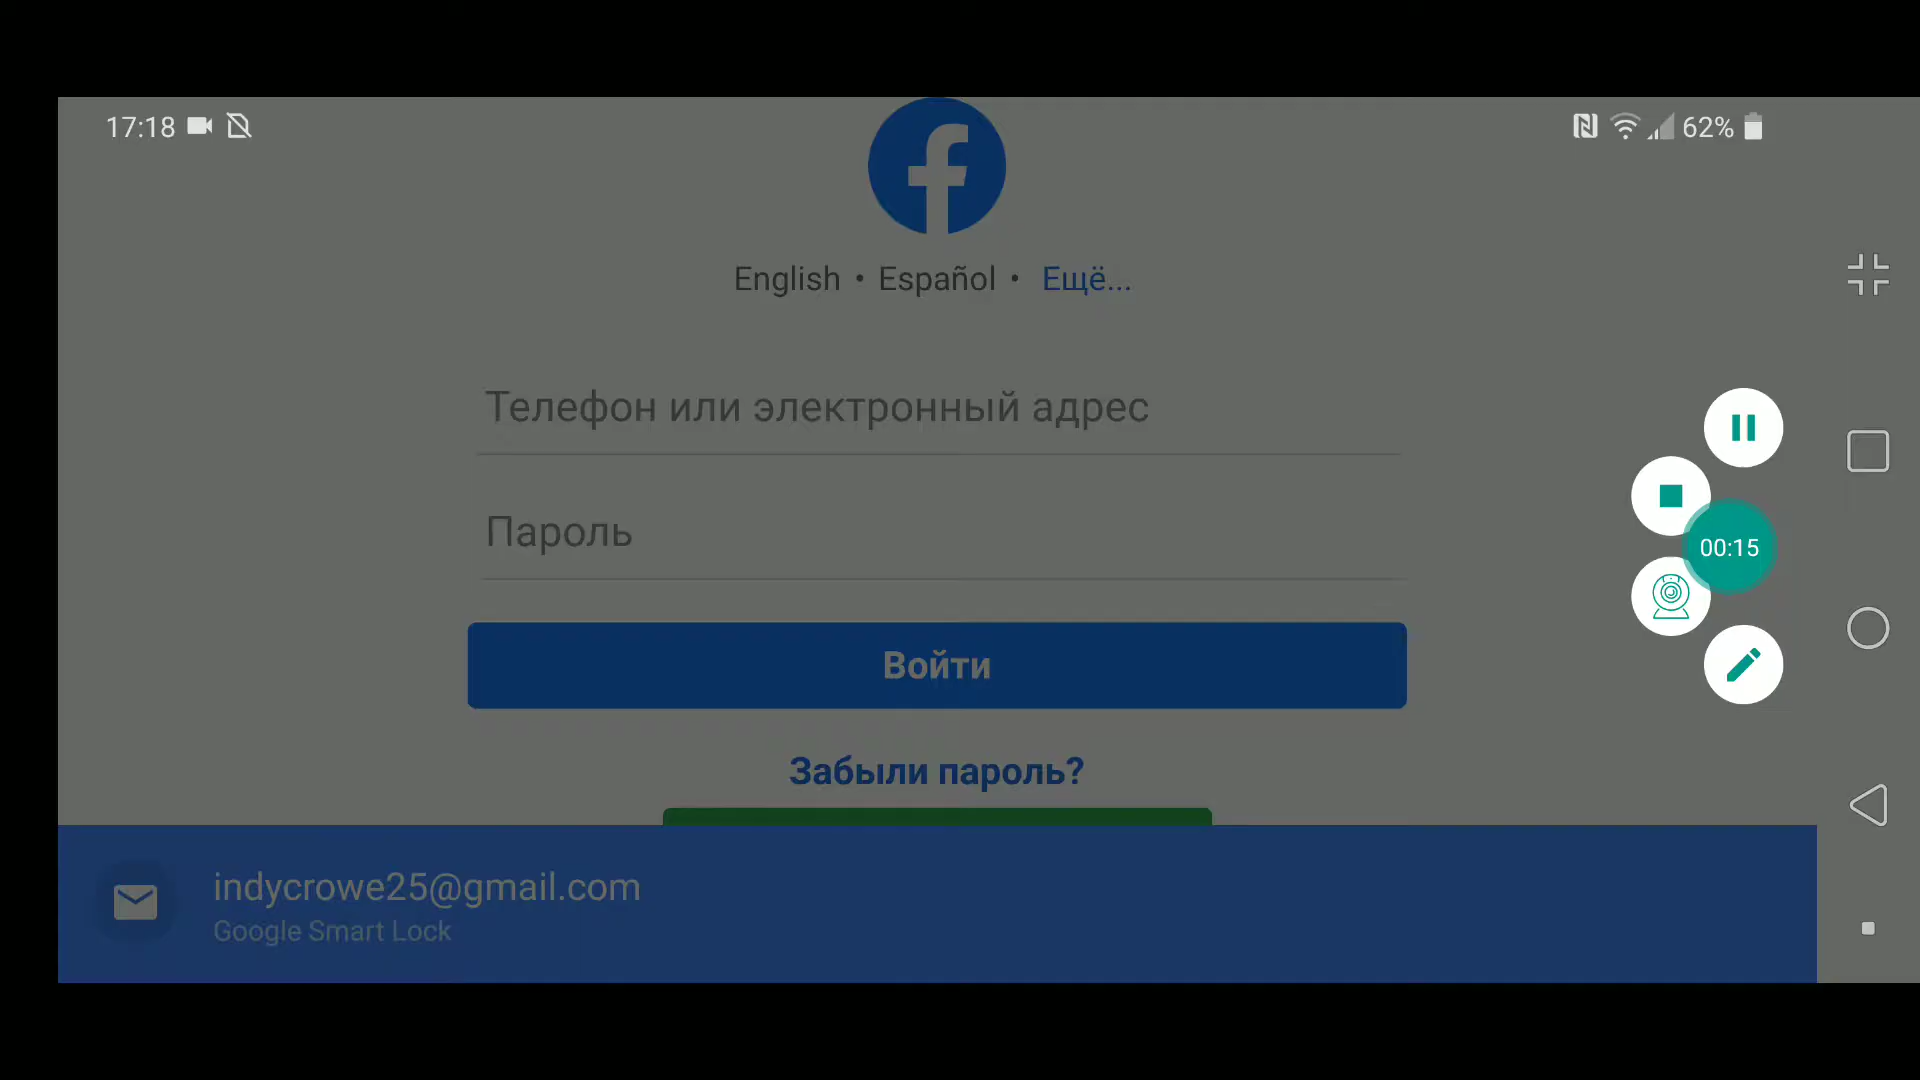 17:18
62%
English • Español • Ещё...
Телефон или электронный адрес
Пароль
00:15
Войти
Забыли пароль?
indycrowe25@gmail.com
Google Smart Lock